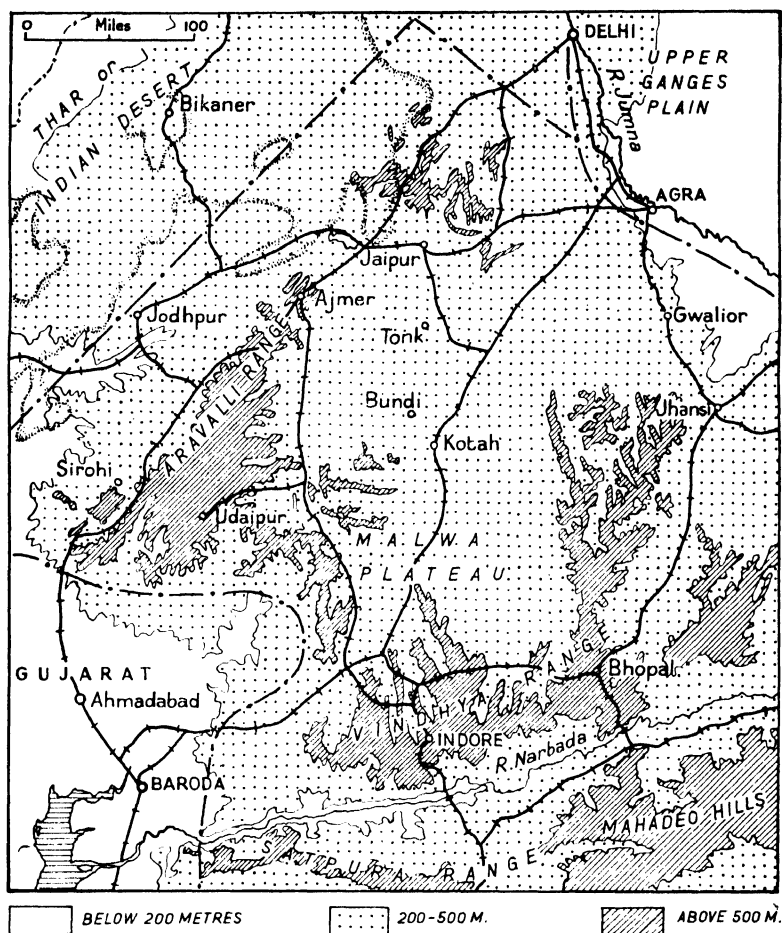 0 Miles 100
DELHI
UPPER
GANGES
PLAIN
R. Jumna
THAR or
INDIAN DESERT
Bikaner
AGRA
Jaipur
Ajmer
Jodhpur
Tonk
Gwalior
ARAVALLI RANGE
Bundi
Jhansi
Kotah
Sirohi
Udaipur
MALWA
PLATEAU
GUJARAT
Ahmadabad
Bhopal
VINDHYA RANGE
INDORE
R. Narbada
BARODA
MAHADEO HILLS
SATPURA RANGE
BELOW 200 METRES
200-500 M.
ABOVE 500 M.